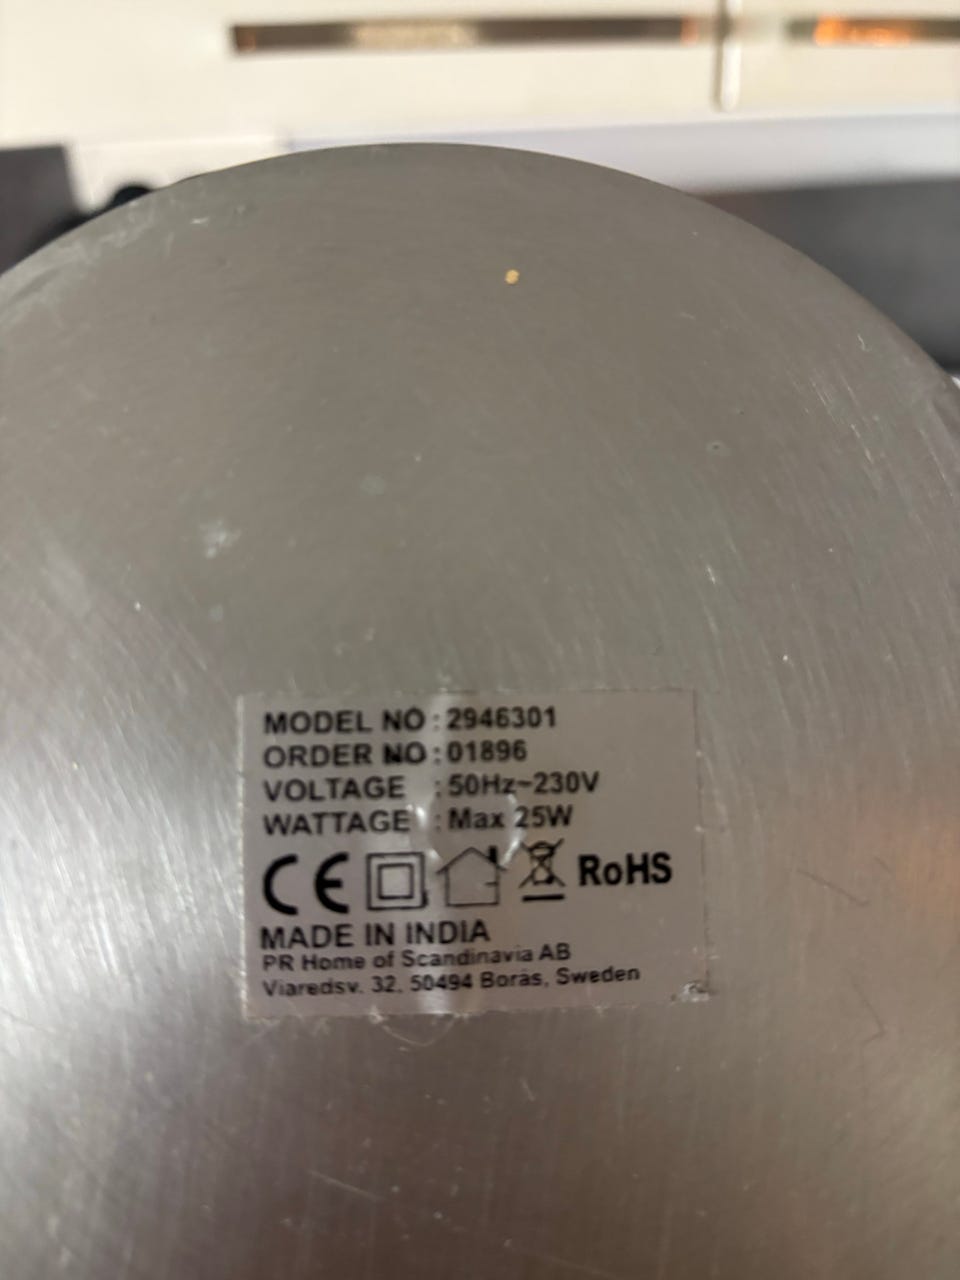 MODEL NO : 2946301
ORDER NO : 01896
VOLTAGE : 50Hz~230V
WATTAGE : Max 25W
CE RoHS
MADE IN INDIA
PR Home of Scandinavia AB
Viaredsv. 32, 50494 Borås, Sweden